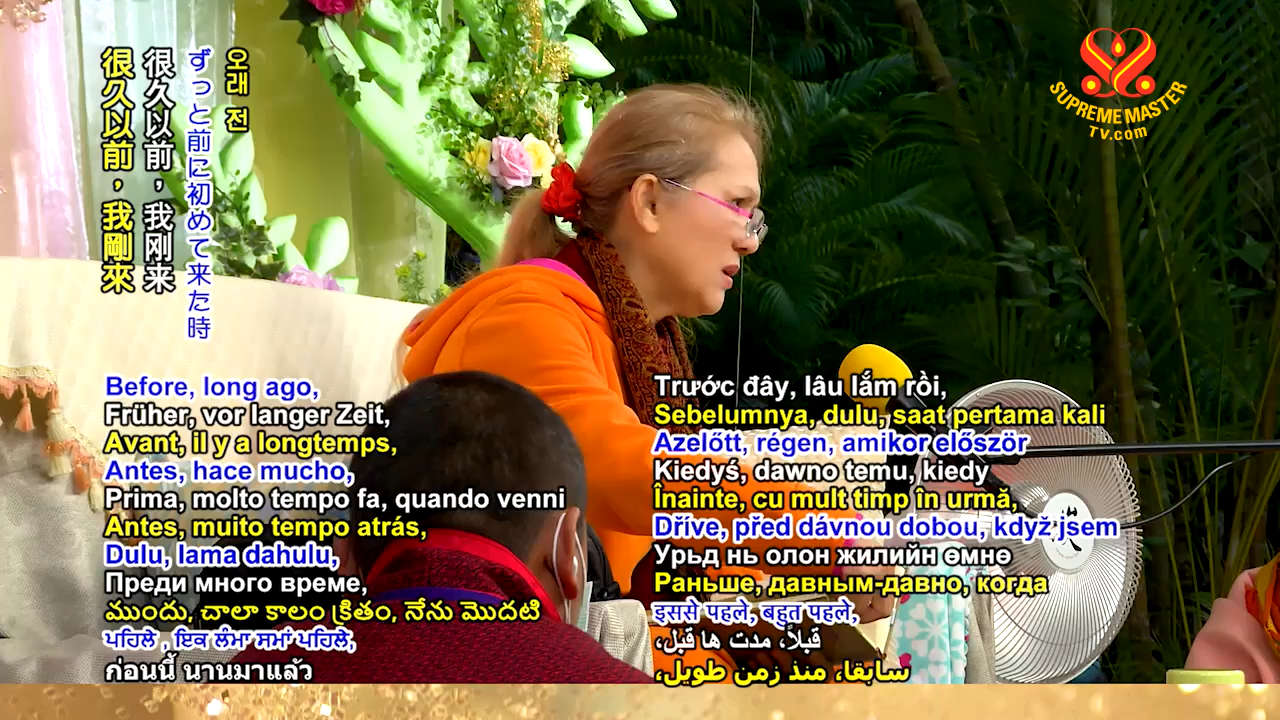 오래 전
ずっと前に初めて来た時
很久以前，我刚来
很久以前，我剛來
SUPREME MASTER
TV.com
Before, long ago,
Früher, vor langer Zeit,
Avant, il y a longtemps,
Antes, hace mucho,
Prima, molto tempo fa, quando venni
Antes, muito tempo atrás,
Dulu, lama dahulu,
Преди много време,
ముందు, చాలా కాలం క్రితం, నేను మొదటి
ਪਹਿਲੇ , ਇਕ ਲੰਮਾ ਸਮਾਂ ਪਹਿਲੇ,
ก่อนนี้ นานมาแล้ว
Trước đây, lâu lắm rồi,
Sebelumnya, dulu, saat pertama kali
Azelőtt, régen, amikor először
Kiedyś, dawno temu, kiedy
Înainte, cu mult timp în urmă,
Dříve, před dávnou dobou, když jsem
Урьд нь олон жилийн өмнө
Раньше, давным-давно, когда
इससे पहले, बहुत पहले,
قبلاً، مدت ها قبل،
سابقا، منذ زمن طويل،